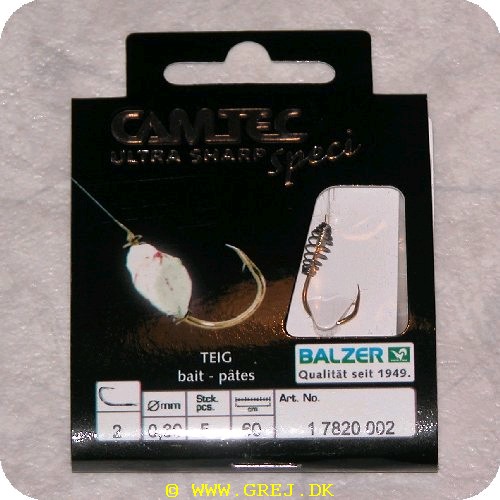 CAMTEC
ULTRA SHARP Speci
TEIG
bait - pâtes
BALZER
Qualität seit 1949.
Ømm Stck. pcs. cm Art. No.
2 0,30 5 60 1 7820 002
© WWW.GREJ.DK